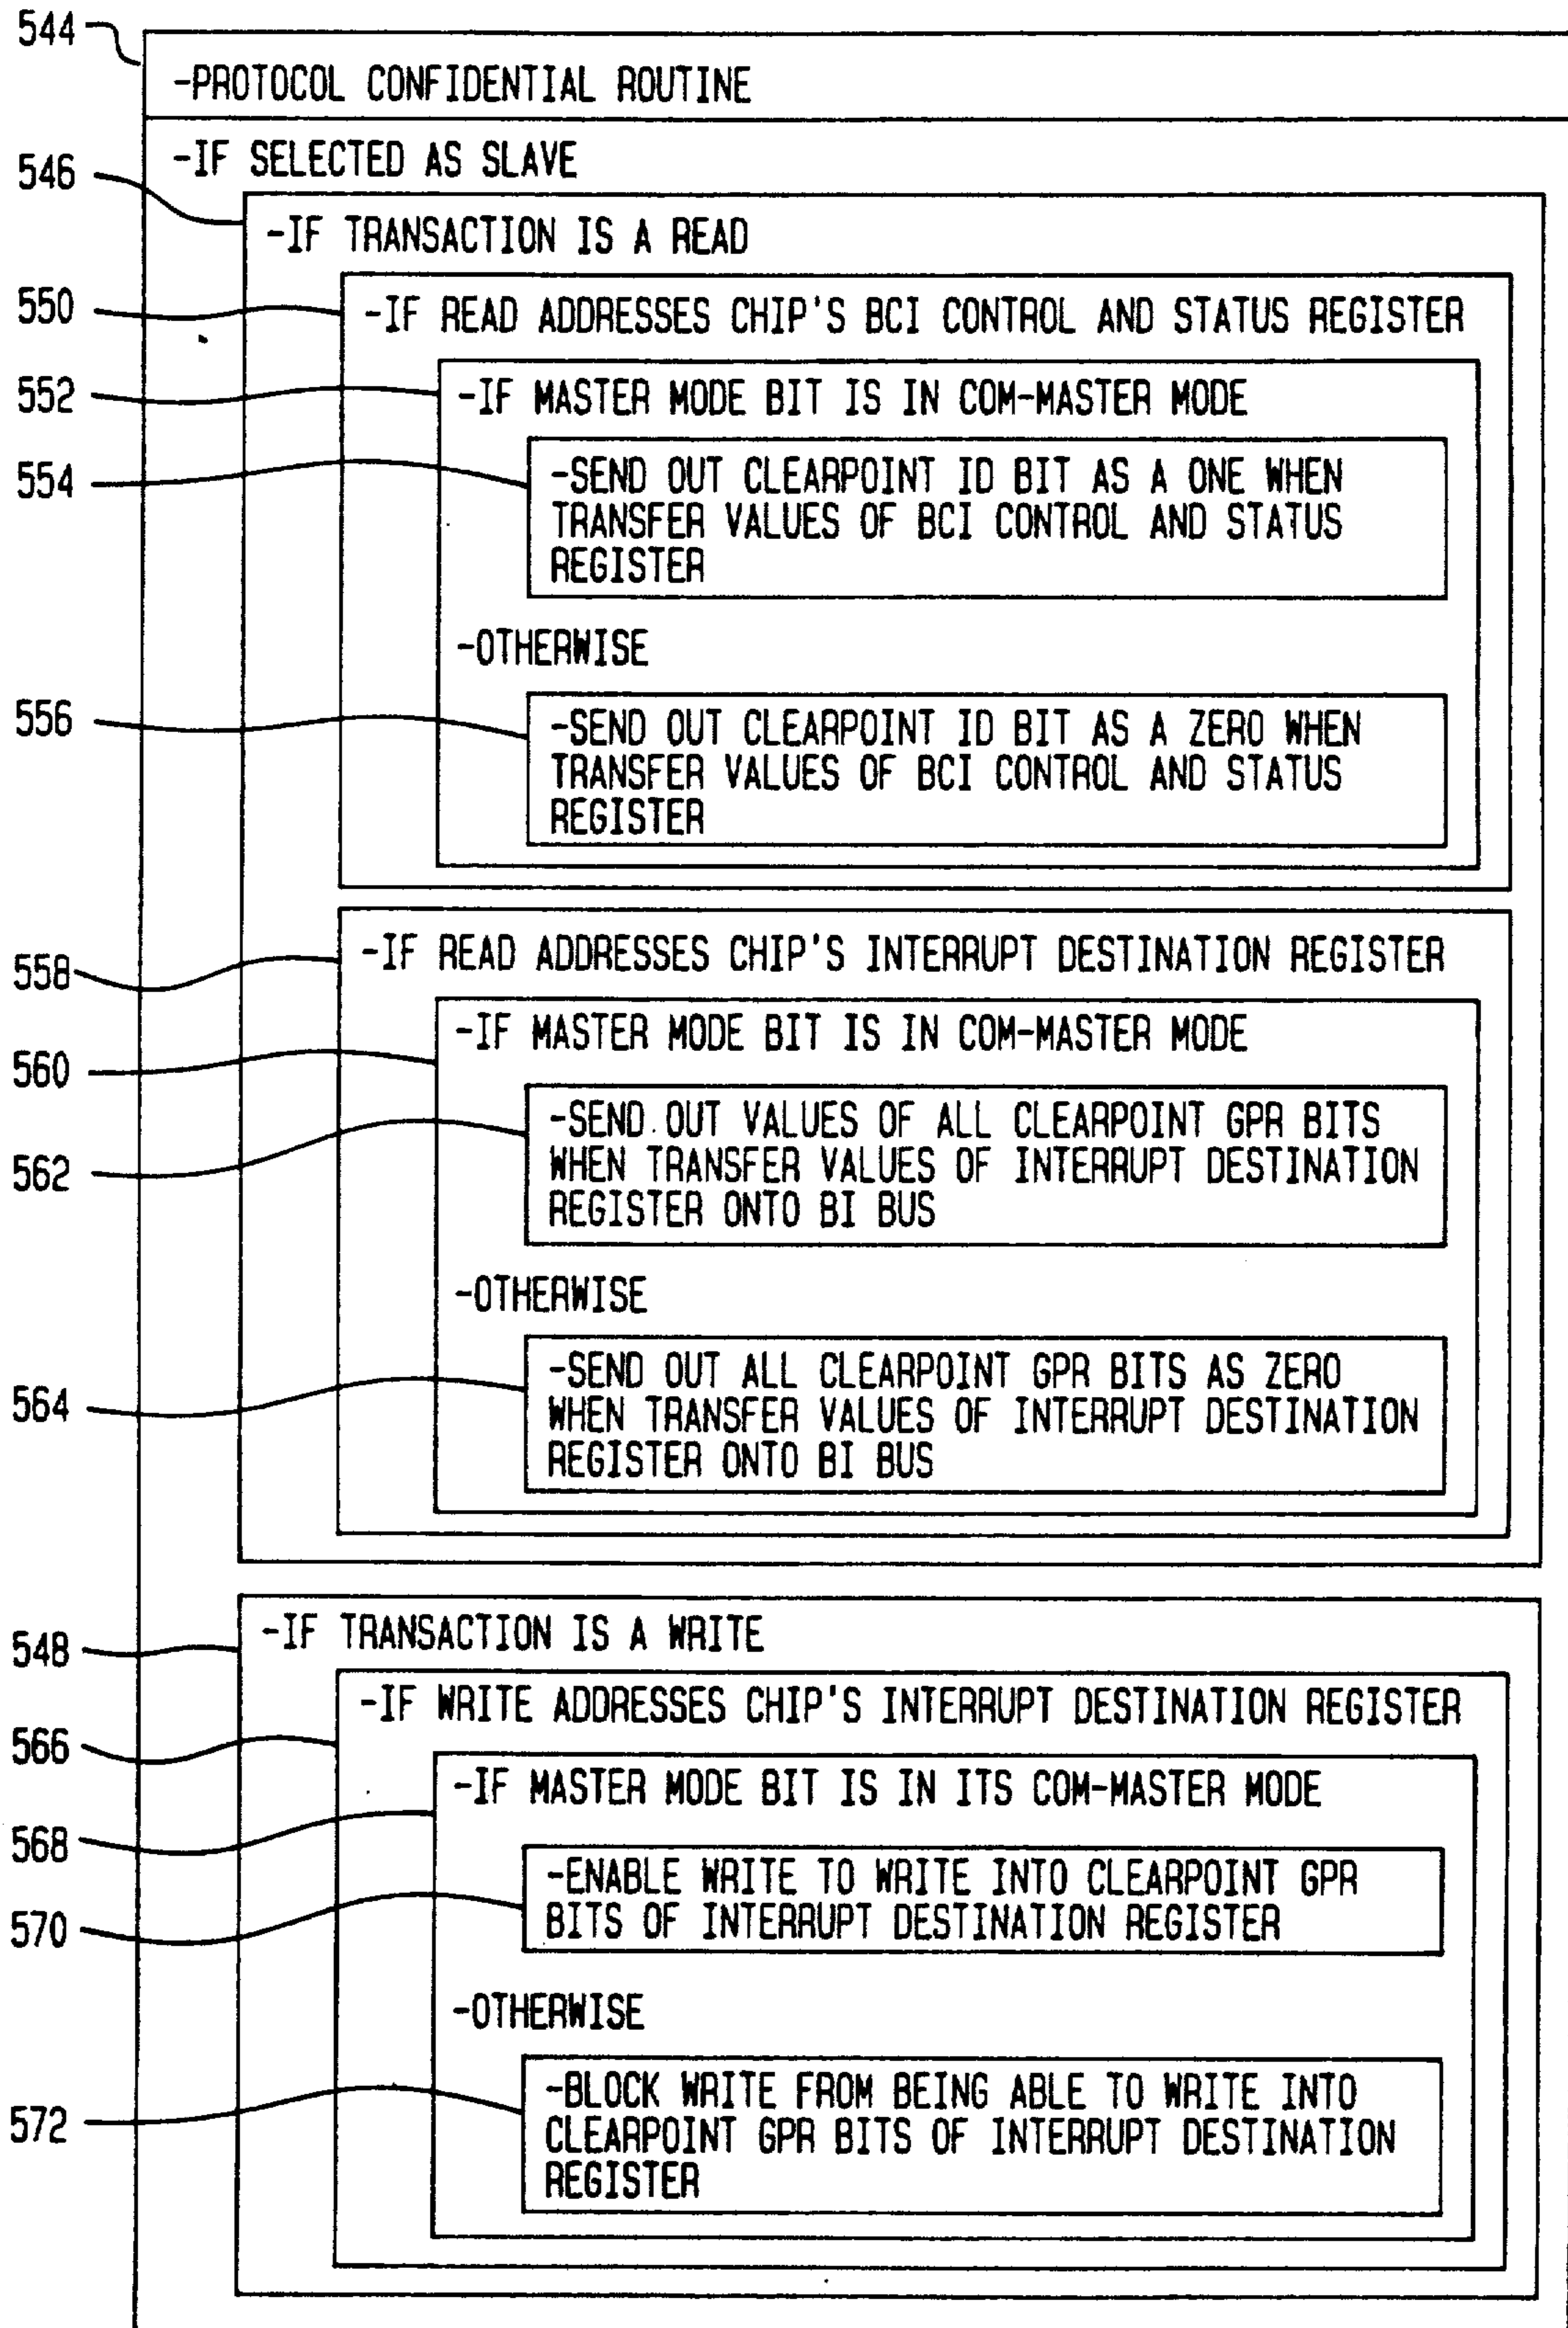 544
-PROTOCOL CONFIDENTIAL ROUTINE
-IF SELECTED AS SLAVE
546
-IF TRANSACTION IS A READ
550
-IF READ ADDRESSES CHIP'S BCI CONTROL AND STATUS REGISTER
552
-IF MASTER MODE BIT IS IN COM-MASTER MODE
554
-SEND OUT CLEARPOINT ID BIT AS A ONE WHEN
TRANSFER VALUES OF BCI CONTROL AND STATUS
REGISTER
-OTHERWISE
556
-SEND OUT CLEARPOINT ID BIT AS A ZERO WHEN
TRANSFER VALUES OF BCI CONTROL AND STATUS
REGISTER
558
-IF READ ADDRESSES CHIP'S INTERRUPT DESTINATION REGISTER
560
-IF MASTER MODE BIT IS IN COM-MASTER MODE
562
-SEND OUT VALUES OF ALL CLEARPOINT GPR BITS
WHEN TRANSFER VALUES OF INTERRUPT DESTINATION
REGISTER ONTO BI BUS
-OTHERWISE
564
-SEND OUT ALL CLEARPOINT GPR BITS AS ZERO
WHEN TRANSFER VALUES OF INTERRUPT DESTINATION
REGISTER ONTO BI BUS
548
-IF TRANSACTION IS A WRITE
566
-IF WRITE ADDRESSES CHIP'S INTERRUPT DESTINATION REGISTER
568
-IF MASTER MODE BIT IS IN ITS COM-MASTER MODE
570
-ENABLE WRITE TO WRITE INTO CLEARPOINT GPR
BITS OF INTERRUPT DESTINATION REGISTER
-OTHERWISE
572
-BLOCK WRITE FROM BEING ABLE TO WRITE INTO
CLEARPOINT GPR BITS OF INTERRUPT DESTINATION
REGISTER